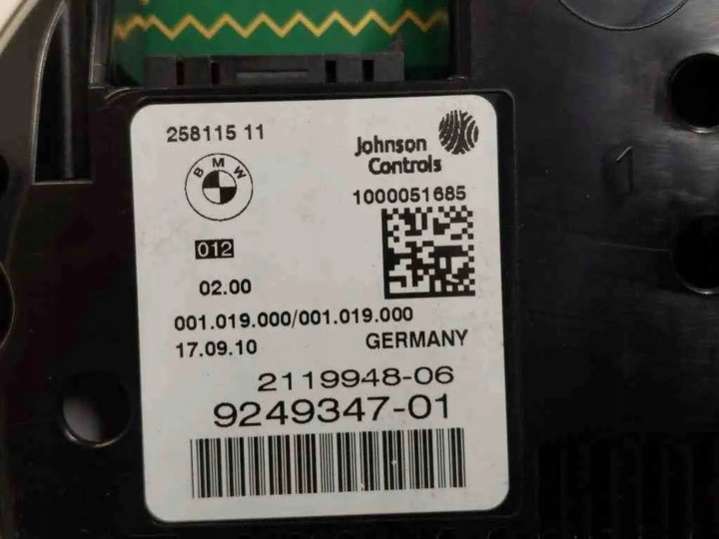 258115 11
Johnson
Controls
BMW
1000051685
012
02.00
001.019.000/001.019.000
17.09.10
GERMANY
2119948-06
9249347-01
1